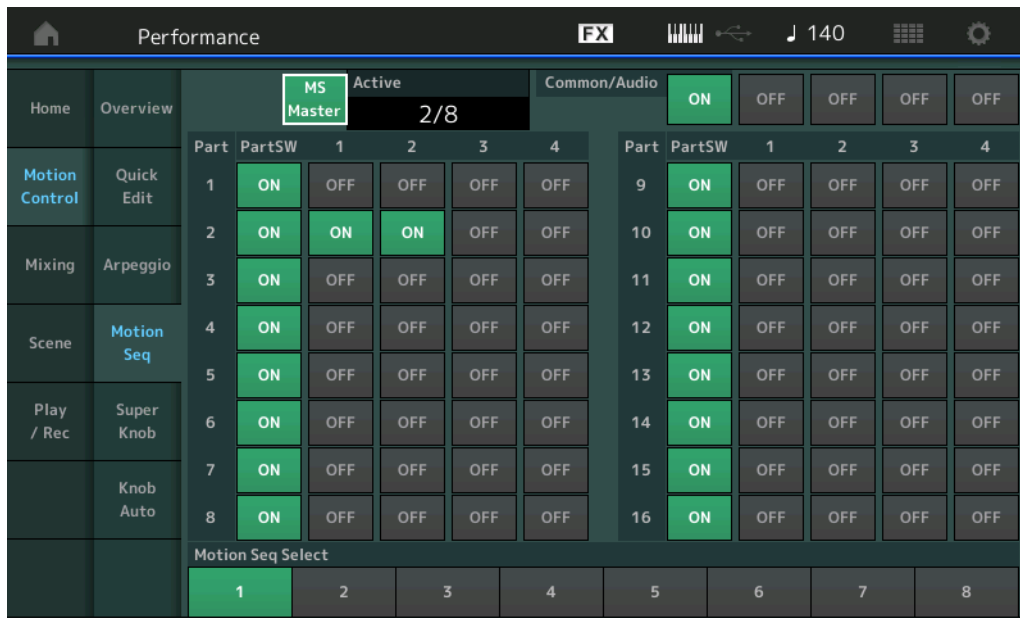 Performance FX 140
Home Overview MS Master Active 2/8 Common/Audio ON OFF OFF OFF OFF
Part PartSW 1 2 3 4 Part PartSW 1 2 3 4
Motion Control Quick Edit 1 ON OFF OFF OFF OFF 9 ON OFF OFF OFF OFF
2 ON ON ON OFF OFF 10 ON OFF OFF OFF OFF
Mixing Arpeggio 3 ON OFF OFF OFF OFF 11 ON OFF OFF OFF OFF
Scene Motion Seq 4 ON OFF OFF OFF OFF 12 ON OFF OFF OFF OFF
5 ON OFF OFF OFF OFF 13 ON OFF OFF OFF OFF
Play / Rec Super Knob 6 ON OFF OFF OFF OFF 14 ON OFF OFF OFF OFF
Knob Auto 7 ON OFF OFF OFF OFF 15 ON OFF OFF OFF OFF
8 ON OFF OFF OFF OFF 16 ON OFF OFF OFF OFF
Motion Seq Select
1 2 3 4 5 6 7 8